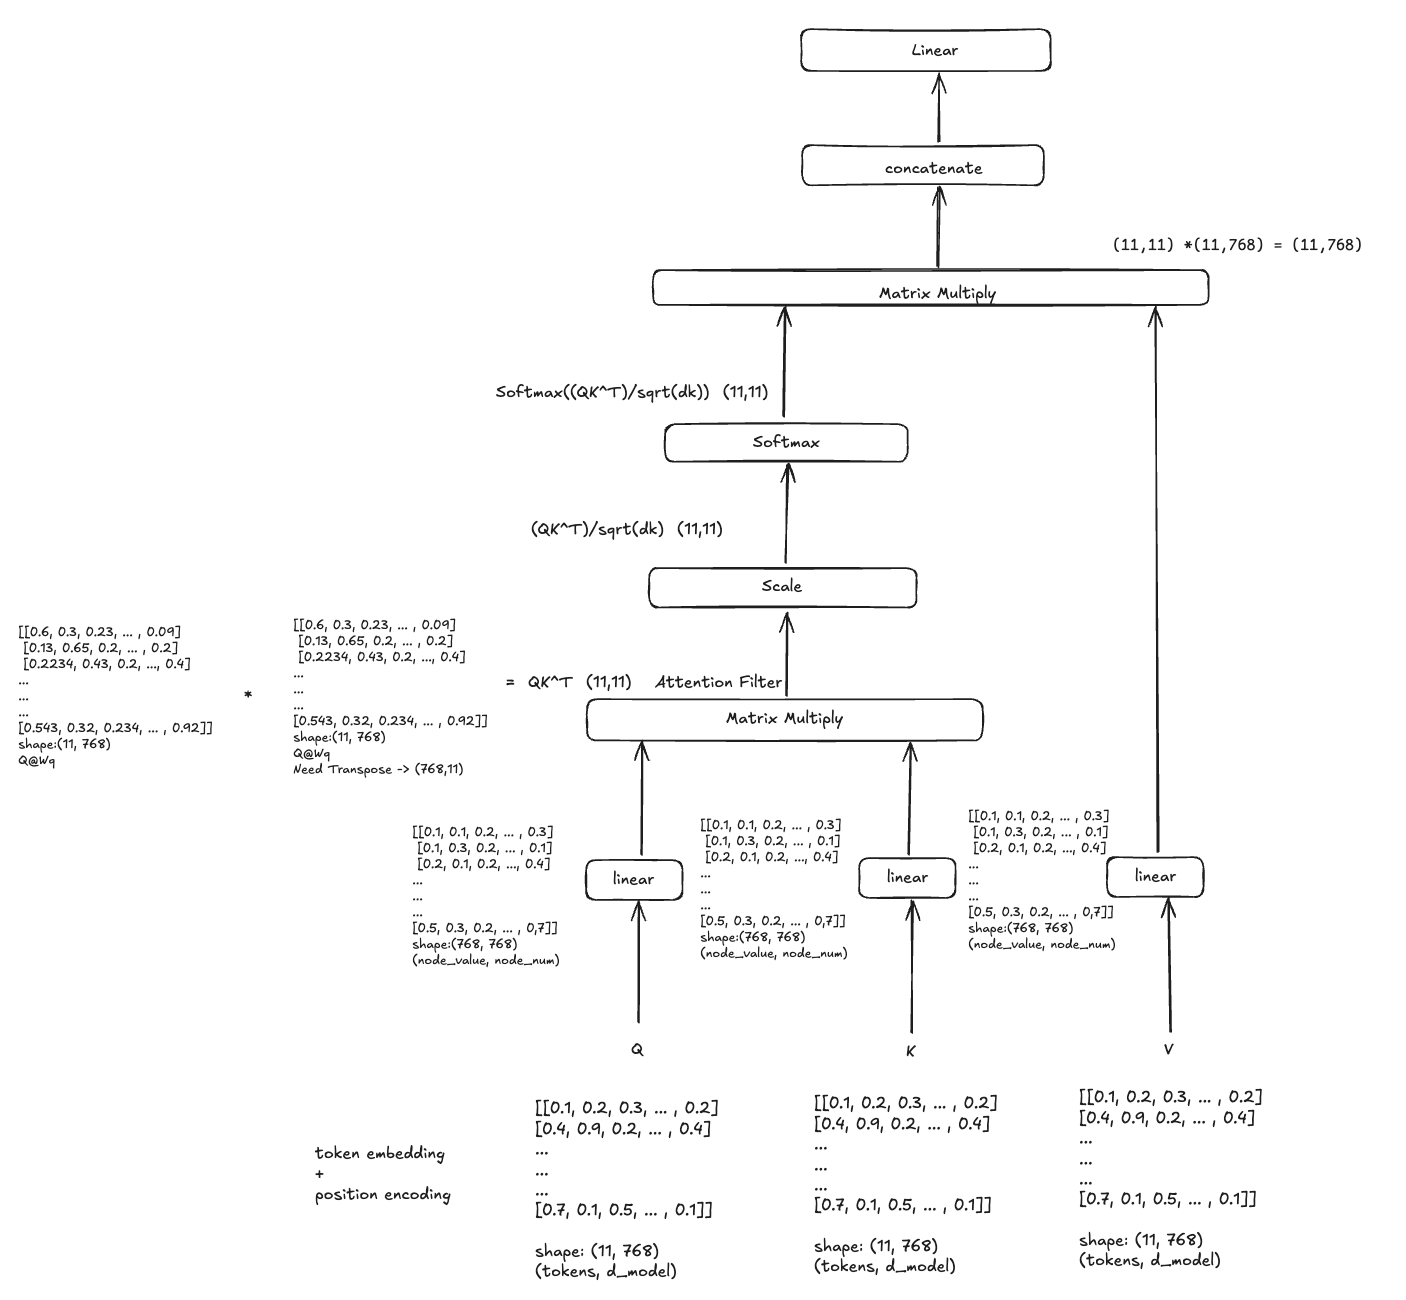 Linear
concatenate
(11,11) *(11,768) = (11,768)
Matrix Multiply
Softmax((QK^T)/sqrt(dk))  (11,11)
Softmax
(QK^T)/sqrt(dk)  (11,11)
Scale
[[0.6, 0.3, 0.23, ... , 0.09]
[0.13, 0.65, 0.2, ... , 0.2]
[0.2234, 0.43, 0.2, ..., 0.4]
...
...
...
[0.543, 0.32, 0.234, ... , 0.92]]
shape:(11, 768)
Q@Wq
*
[[0.6, 0.3, 0.23, ... , 0.09]
[0.13, 0.65, 0.2, ... , 0.2]
[0.2234, 0.43, 0.2, ..., 0.4]
...
...
...
[0.543, 0.32, 0.234, ... , 0.92]]
shape:(11, 768)
Q@Wq
Need Transpose -> (768,11)
= QK^T (11,11) Attention Filter
Matrix Multiply
[[0.1, 0.1, 0.2, ... , 0.3]
[0.1, 0.3, 0.2, ... , 0.1]
[0.2, 0.1, 0.2, ..., 0.4]
...
...
...
[0.5, 0.3, 0.2, ... , 0,7]]
shape:(768, 768)
(node_value, node_num)
linear
[[0.1, 0.1, 0.2, ... , 0.3]
[0.1, 0.3, 0.2, ... , 0.1]
[0.2, 0.1, 0.2, ..., 0.4]
...
...
...
[0.5, 0.3, 0.2, ... , 0,7]]
shape:(768, 768)
(node_value, node_num)
linear
[[0.1, 0.1, 0.2, ... , 0.3]
[0.1, 0.3, 0.2, ... , 0.1]
[0.2, 0.1, 0.2, ..., 0.4]
...
...
...
[0.5, 0.3, 0.2, ... , 0,7]]
shape:(768, 768)
(node_value, node_num)
linear
Q
K
V
token embedding
+
position encoding
[[0.1, 0.2, 0.3, ... , 0.2]
[0.4, 0.9, 0.2, ... , 0.4]
...
...
...
[0.7, 0.1, 0.5, ... , 0.1]]
shape: (11, 768)
(tokens, d_model)
[[0.1, 0.2, 0.3, ... , 0.2]
[0.4, 0.9, 0.2, ... , 0.4]
...
...
...
[0.7, 0.1, 0.5, ... , 0.1]]
shape: (11, 768)
(tokens, d_model)
[[0.1, 0.2, 0.3, ... , 0.2]
[0.4, 0.9, 0.2, ... , 0.4]
...
...
...
[0.7, 0.1, 0.5, ... , 0.1]]
shape: (11, 768)
(tokens, d_model)